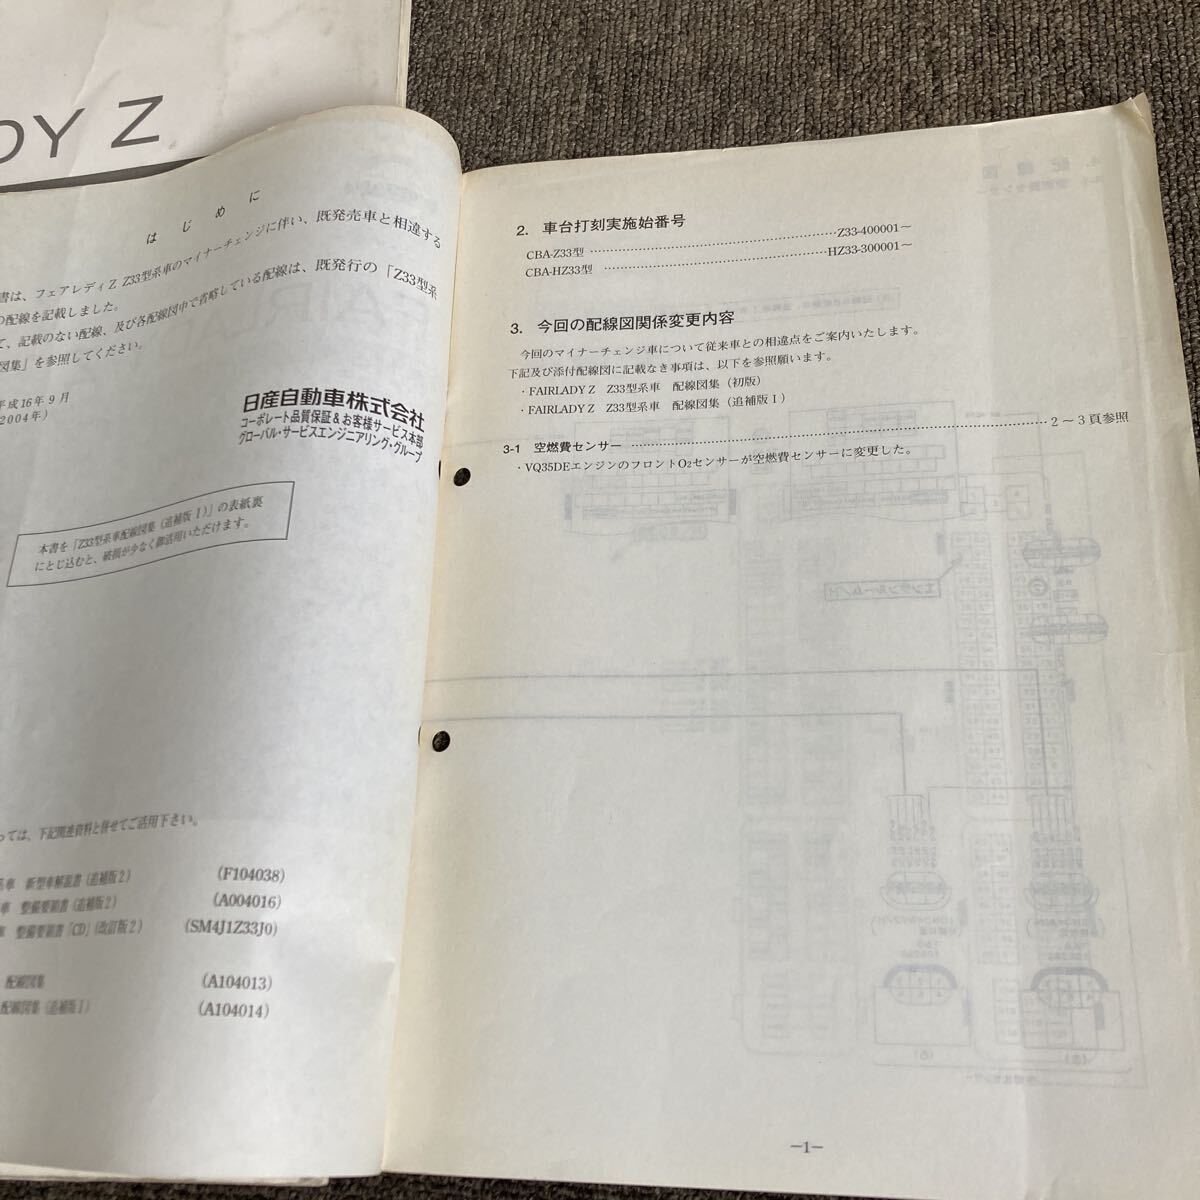 DY Z
はじめに
書は、フェアレディZ Z33型系車のマイナーチェンジに伴い、既発売車と相違する
の配線を記載しました。
て、記載のない配線、及び各配線図中で省略している配線は、既発行の「Z33型系
図集」を参照してください。
平成16年9月
2004年)
日産自動車株式会社
コーポレート品質保証&お客様サービス本部
グローバル・サービスエンジニアリング・グループ
本書を「Z33型系車配線図集(追補版Ⅰ)」の表紙裏
にとじ込むと、破損が少なく御活用いただけます。
っては、下記関連資料と併せてご活用下さい。
車 新型車解説書(追補版2) (F104038)
車 整備要領書(追補版2) (A004016)
車 整備要領書「CD」(改訂版2) (SM4J1Z33J0)
配線図集 (A104013)
配線図集(追補版Ⅰ) (A104014)
2. 車台打刻実施始番号
CBA-Z33型 ························ Z33-400001~
CBA-HZ33型 ························ HZ33-300001~
3. 今回の配線図関係変更内容
今回のマイナーチェンジ車について従来車との相違点をご案内いたします。
下記及び添付配線図に記載なき事項は、以下を参照願います。
・FAIRLADY Z Z33型系車 配線図集(初版)
・FAIRLADY Z Z33型系車 配線図集(追補版Ⅰ)
3-1 空燃費センサー ························ 2~3頁参照
・VQ35DEエンジンのフロントO2センサーが空燃費センサーに変更した。
―1―